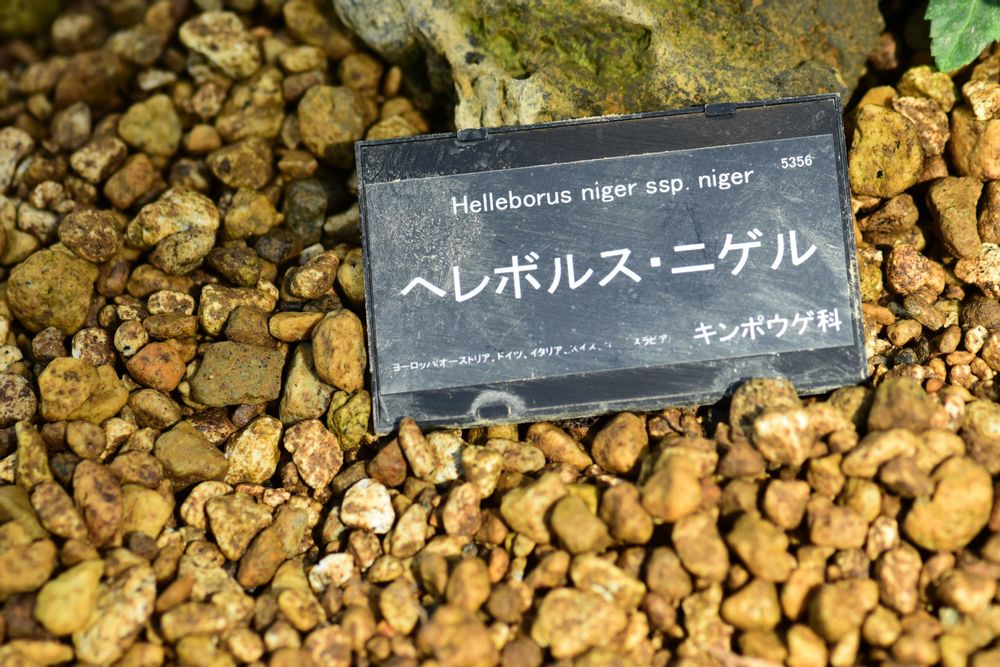 5356
Helleborus niger ssp. niger
ヘレボルス・ニゲル
キンポウゲ科
ヨーロッパ(オーストリア、ドイツ、イタリア、スイス、